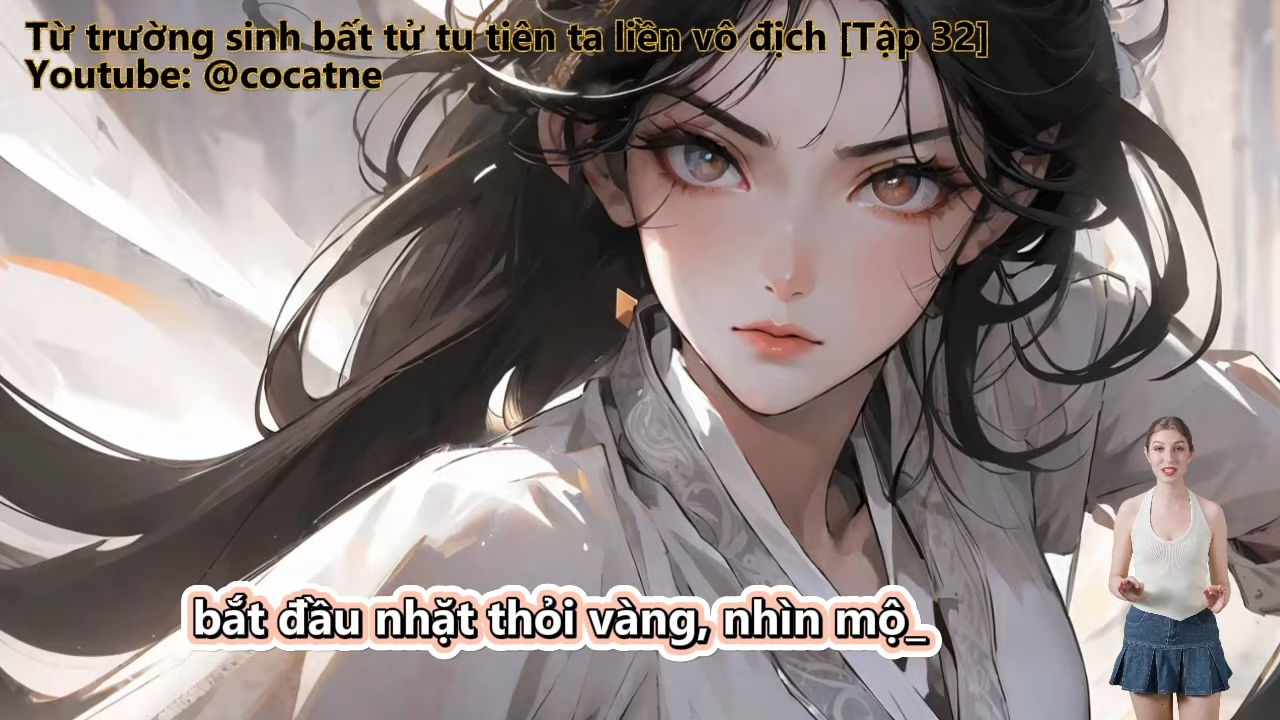 Từ trường sinh bất tử tu tiên ta liền vô địch [Tập 32]
Youtube: @cocatne
bắt đầu nhặt thỏi vàng, nhìn mộ_